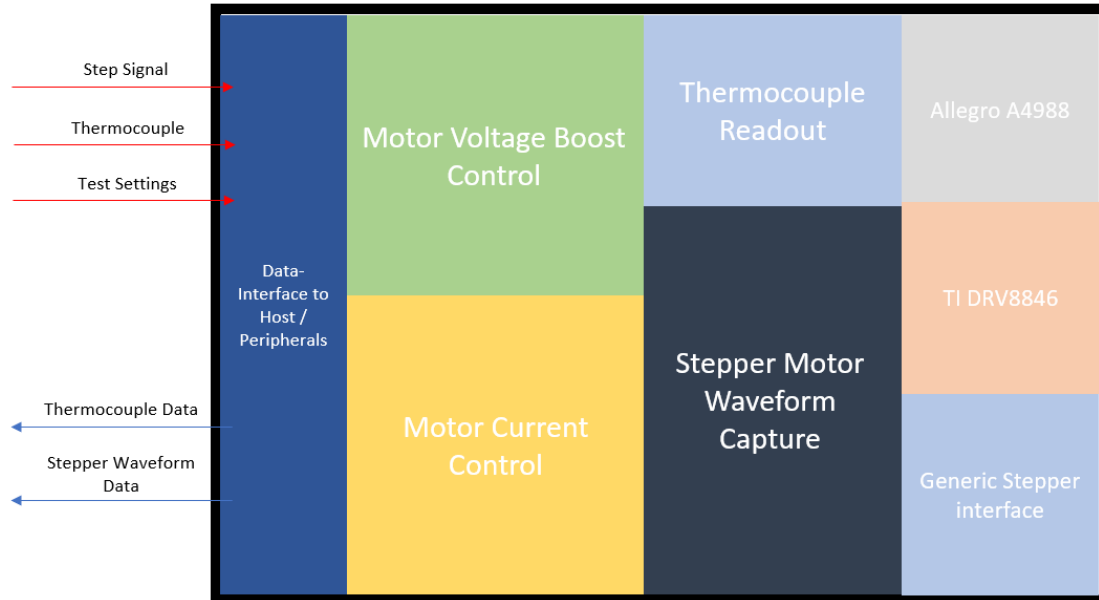 Step Signal
Thermocouple
Test Settings
Data-
Interface to
Host /
Peripherals
Thermocouple Data
Stepper Waveform
Data
Motor Voltage Boost
Control
Motor Current
Control
Thermocouple
Readout
Stepper Motor
Waveform
Capture
Allegro A4988
TI DRV8846
Generic Stepper
interface